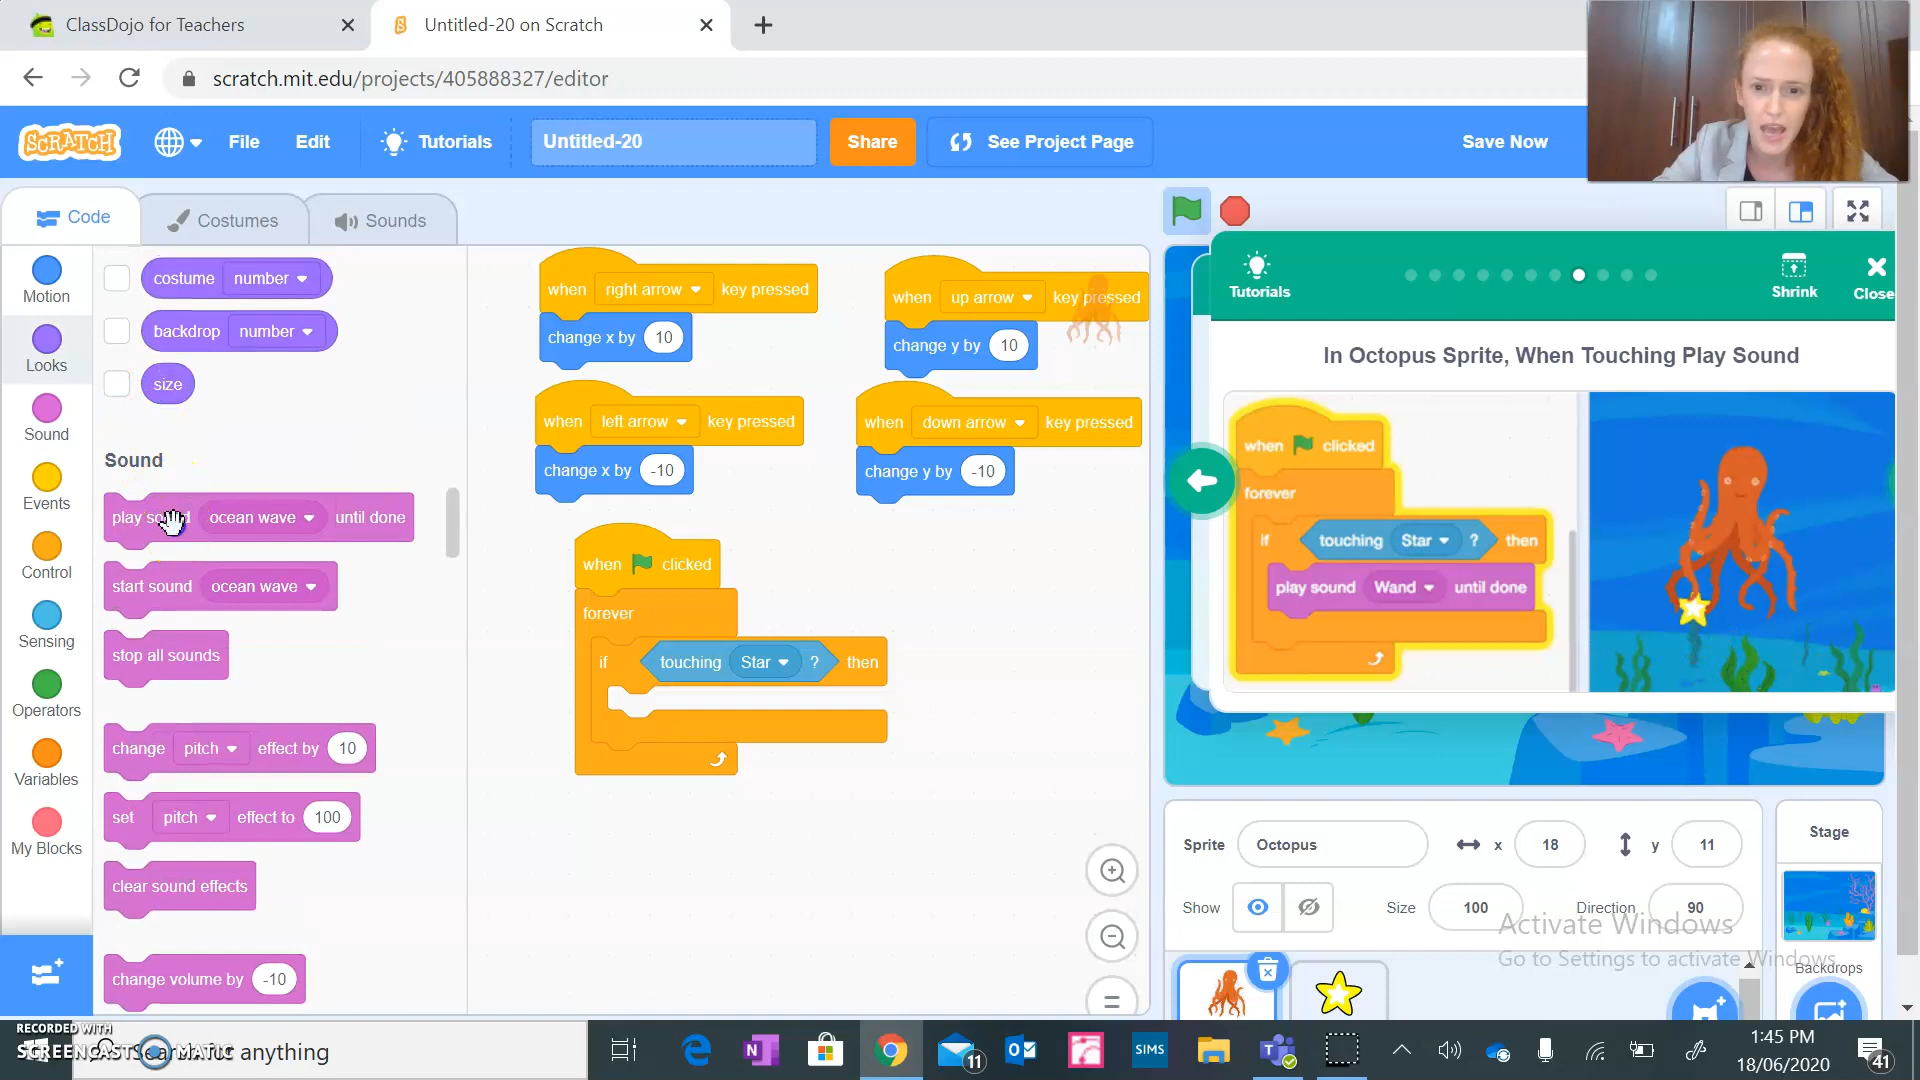 ClassDojo for Teachers
Untitled-20 on Scratch
scratch.mit.edu/projects/405888327/editor
SCRATCH File Edit Tutorials Untitled-20 Share See Project Page Save Now
Code Costumes Sounds
Motion
Looks
Sound
Events
Control
Sensing
Operators
Variables
My Blocks
costume number
backdrop number
size
Sound
play sound ocean wave until done
start sound ocean wave
stop all sounds
change pitch effect by 10
set pitch effect to 100
clear sound effects
change volume by -10
when right arrow key pressed
change x by 10
when up arrow key pressed
change y by 10
when left arrow key pressed
change x by -10
when down arrow key pressed
change y by -10
when clicked
forever
if touching Star ? then
Tutorials Shrink Close
In Octopus Sprite, When Touching Play Sound
when clicked
forever
if touching Star ? then
play sound Wand until done
Sprite Octopus x 18 y 11
Show Size 100 Direction 90
Stage
Backdrops
Activate Windows
Go to Settings to activate Windows.
RECORDED WITH
SCREENCAST MATIC
Search for anything
SIMS
11
1:45 PM
18/06/2020
41